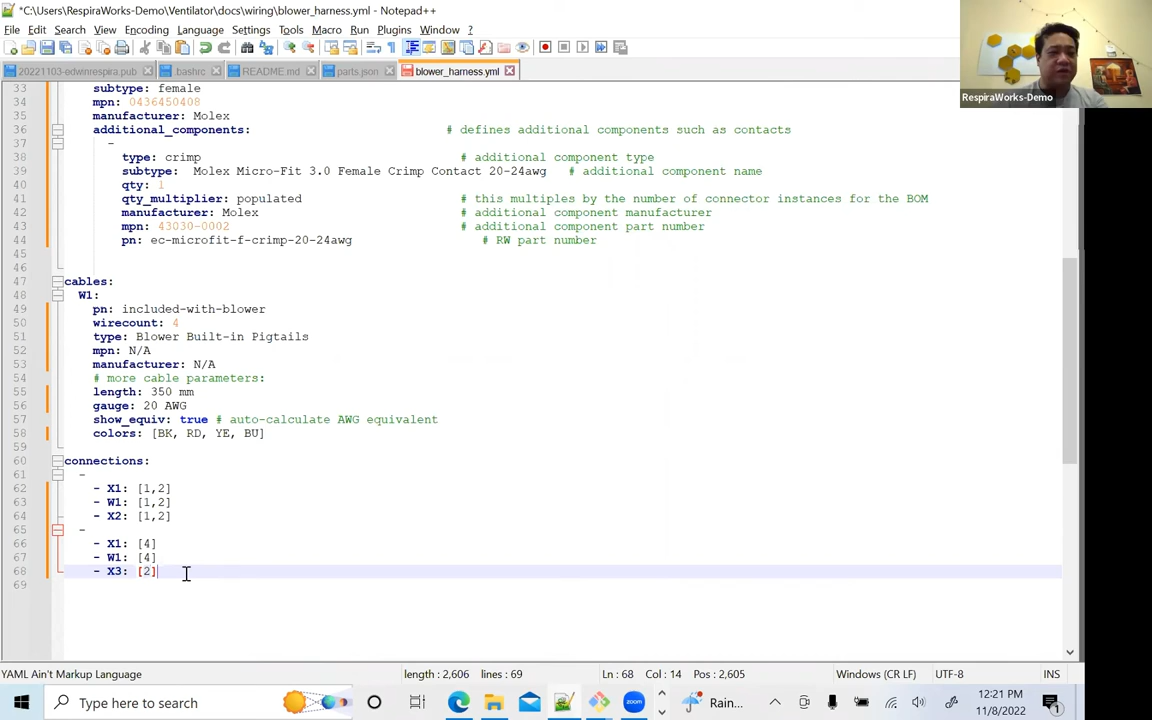 *C:\Users\RespiraWorks-Demo\Ventilator\docs\wiring\blower_harness.yml - Notepad++
File Edit Search View Encoding Language Settings Tools Macro Run Plugins Window ?
20221103-edwinrespira.pub .bashrc README.md parts.json blower_harness.yml
RespiraWorks-Demo
33 subtype: female
34 mpn: 0436450408
35 manufacturer: Molex
36 additional_components: # defines additional components such as contacts
37 -
38 type: crimp # additional component type
39 subtype: Molex Micro-Fit 3.0 Female Crimp Contact 20-24awg # additional component name
40 qty: 1
41 qty_multiplier: populated # this multiplies by the number of connector instances for the BOM
42 manufacturer: Molex # additional component manufacturer
43 mpn: 43030-0002 # additional component part number
44 pn: ec-microfit-f-crimp-20-24awg # RW part number
45
46
47 cables:
48 W1:
49 pn: included-with-blower
50 wirecount: 4
51 type: Blower Built-in Pigtails
52 mpn: N/A
53 manufacturer: N/A
54 # more cable parameters:
55 length: 350 mm
56 gauge: 20 AWG
57 show_equiv: true # auto-calculate AWG equivalent
58 colors: [BK, RD, YE, BU]
59
60 connections:
61 -
62 - X1: [1,2]
63 - W1: [1,2]
64 - X2: [1,2]
65 -
66 - X1: [4]
67 - W1: [4]
68 - X3: [2]
69
YAML Ain't Markup Language length : 2,606 lines : 69 Ln : 68 Col : 14 Pos : 2,605 Windows (CR LF) UTF-8 INS
Type here to search zoom Rain... 12:21 PM
11/8/2022 1